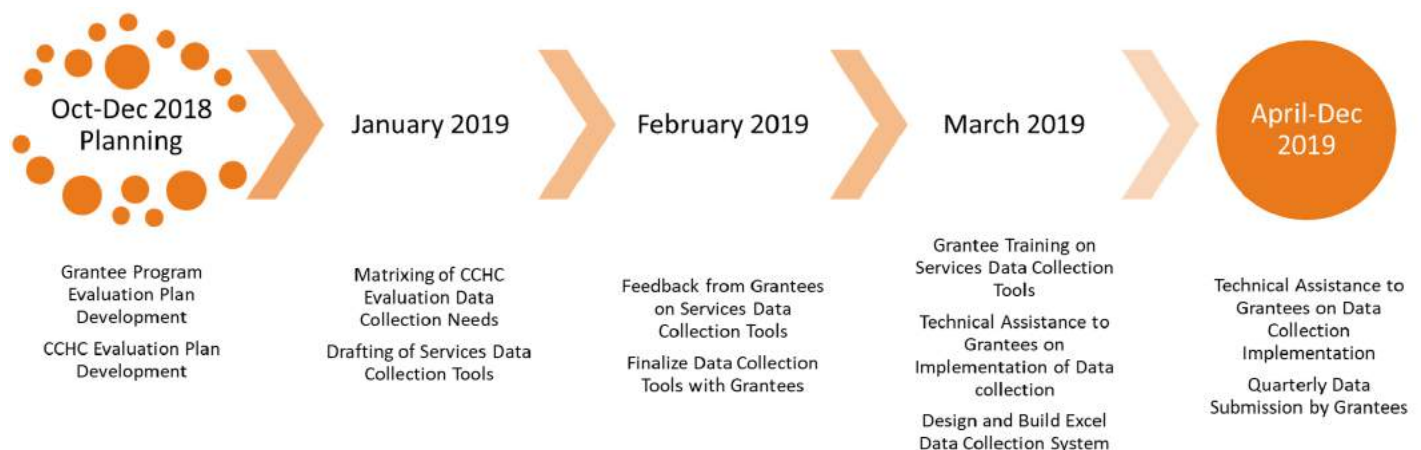 Oct-Dec 2018
Planning
January 2019
February 2019
March 2019
April-Dec
2019
Grantee Program
Evaluation Plan
Development
CCHC Evaluation Plan
Development
Matrixing of CCHC
Evaluation Data
Collection Needs
Drafting of Services Data
Collection Tools
Feedback from Grantees
on Services Data
Collection Tools
Finalize Data Collection
Tools with Grantees
Grantee Training on
Services Data Collection
Tools
Technical Assistance to
Grantees on
Implementation of Data
collection
Design and Build Excel
Data Collection System
Technical Assistance to
Grantees on Data
Collection
Implementation
Quarterly Data
Submission by Grantees